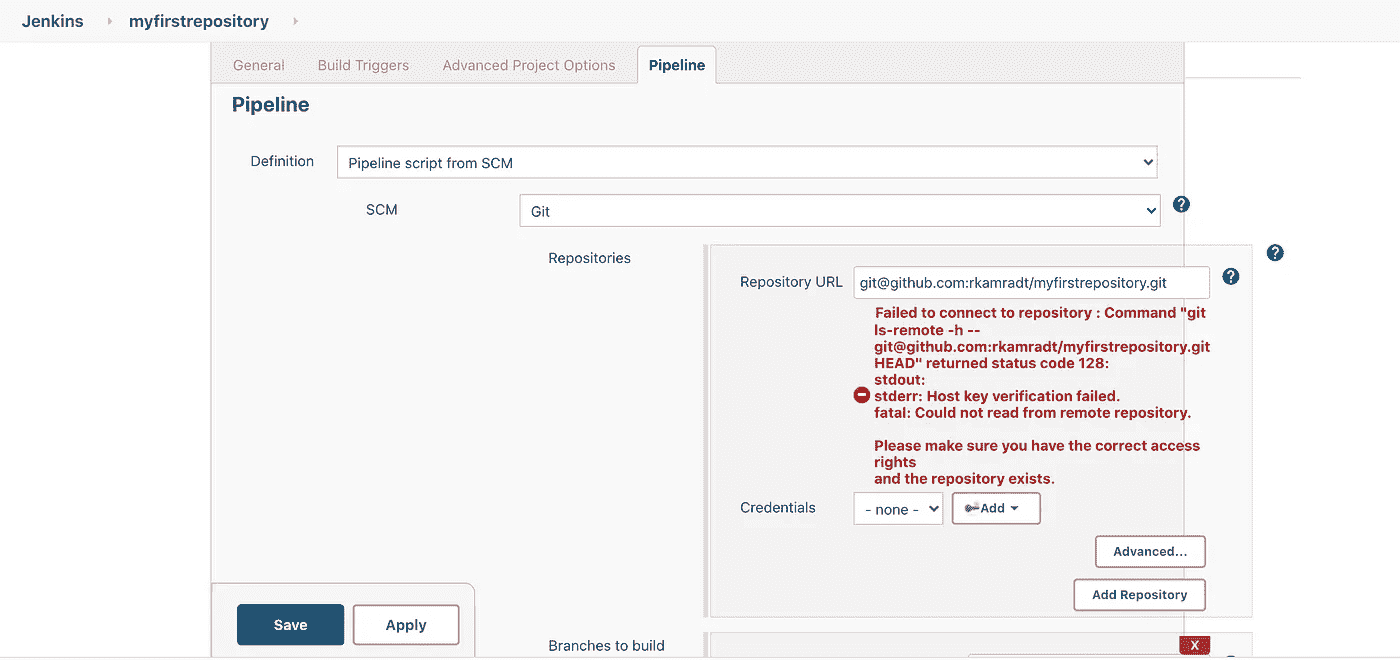 Jenkins myfirstrepository
General Build Triggers Advanced Project Options Pipeline
Pipeline
Definition Pipeline script from SCM
SCM Git ?
Repositories ?
Repository URL git@github.com:rkamradt/myfirstrepository.git ?
Failed to connect to repository : Command "git
ls-remote -h --
git@github.com:rkamradt/myfirstrepository.git
HEAD" returned status code 128:
stdout:
stderr: Host key verification failed.
fatal: Could not read from remote repository.
Please make sure you have the correct access
rights
and the repository exists.
Credentials - none - Add
Advanced...
Add Repository
Save Apply
Branches to build X